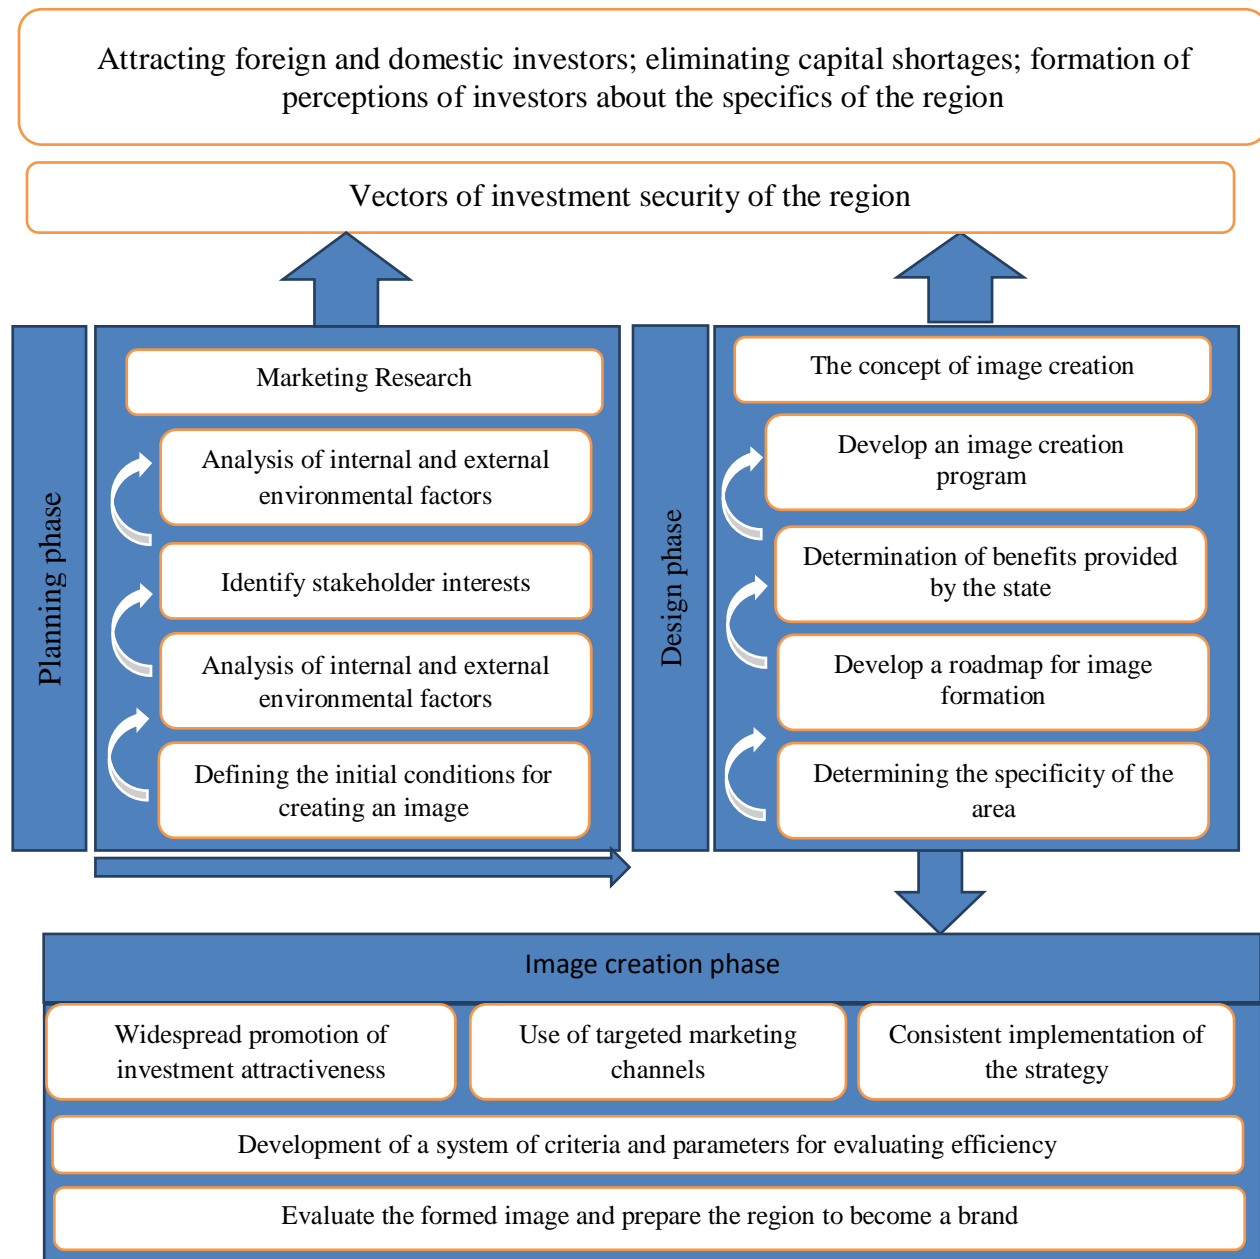 Attracting foreign and domestic investors; eliminating capital shortages; formation of
perceptions of investors about the specifics of the region
Vectors of investment security of the region
Planning phase
Marketing Research
Analysis of internal and external
environmental factors
Identify stakeholder interests
Analysis of internal and external
environmental factors
Defining the initial conditions for
creating an image
Design phase
The concept of image creation
Develop an image creation
program
Determination of benefits provided
by the state
Develop a roadmap for image
formation
Determining the specificity of the
area
Image creation phase
Widespread promotion of
investment attractiveness
Use of targeted marketing
channels
Consistent implementation of
the strategy
Development of a system of criteria and parameters for evaluating efficiency
Evaluate the formed image and prepare the region to become a brand